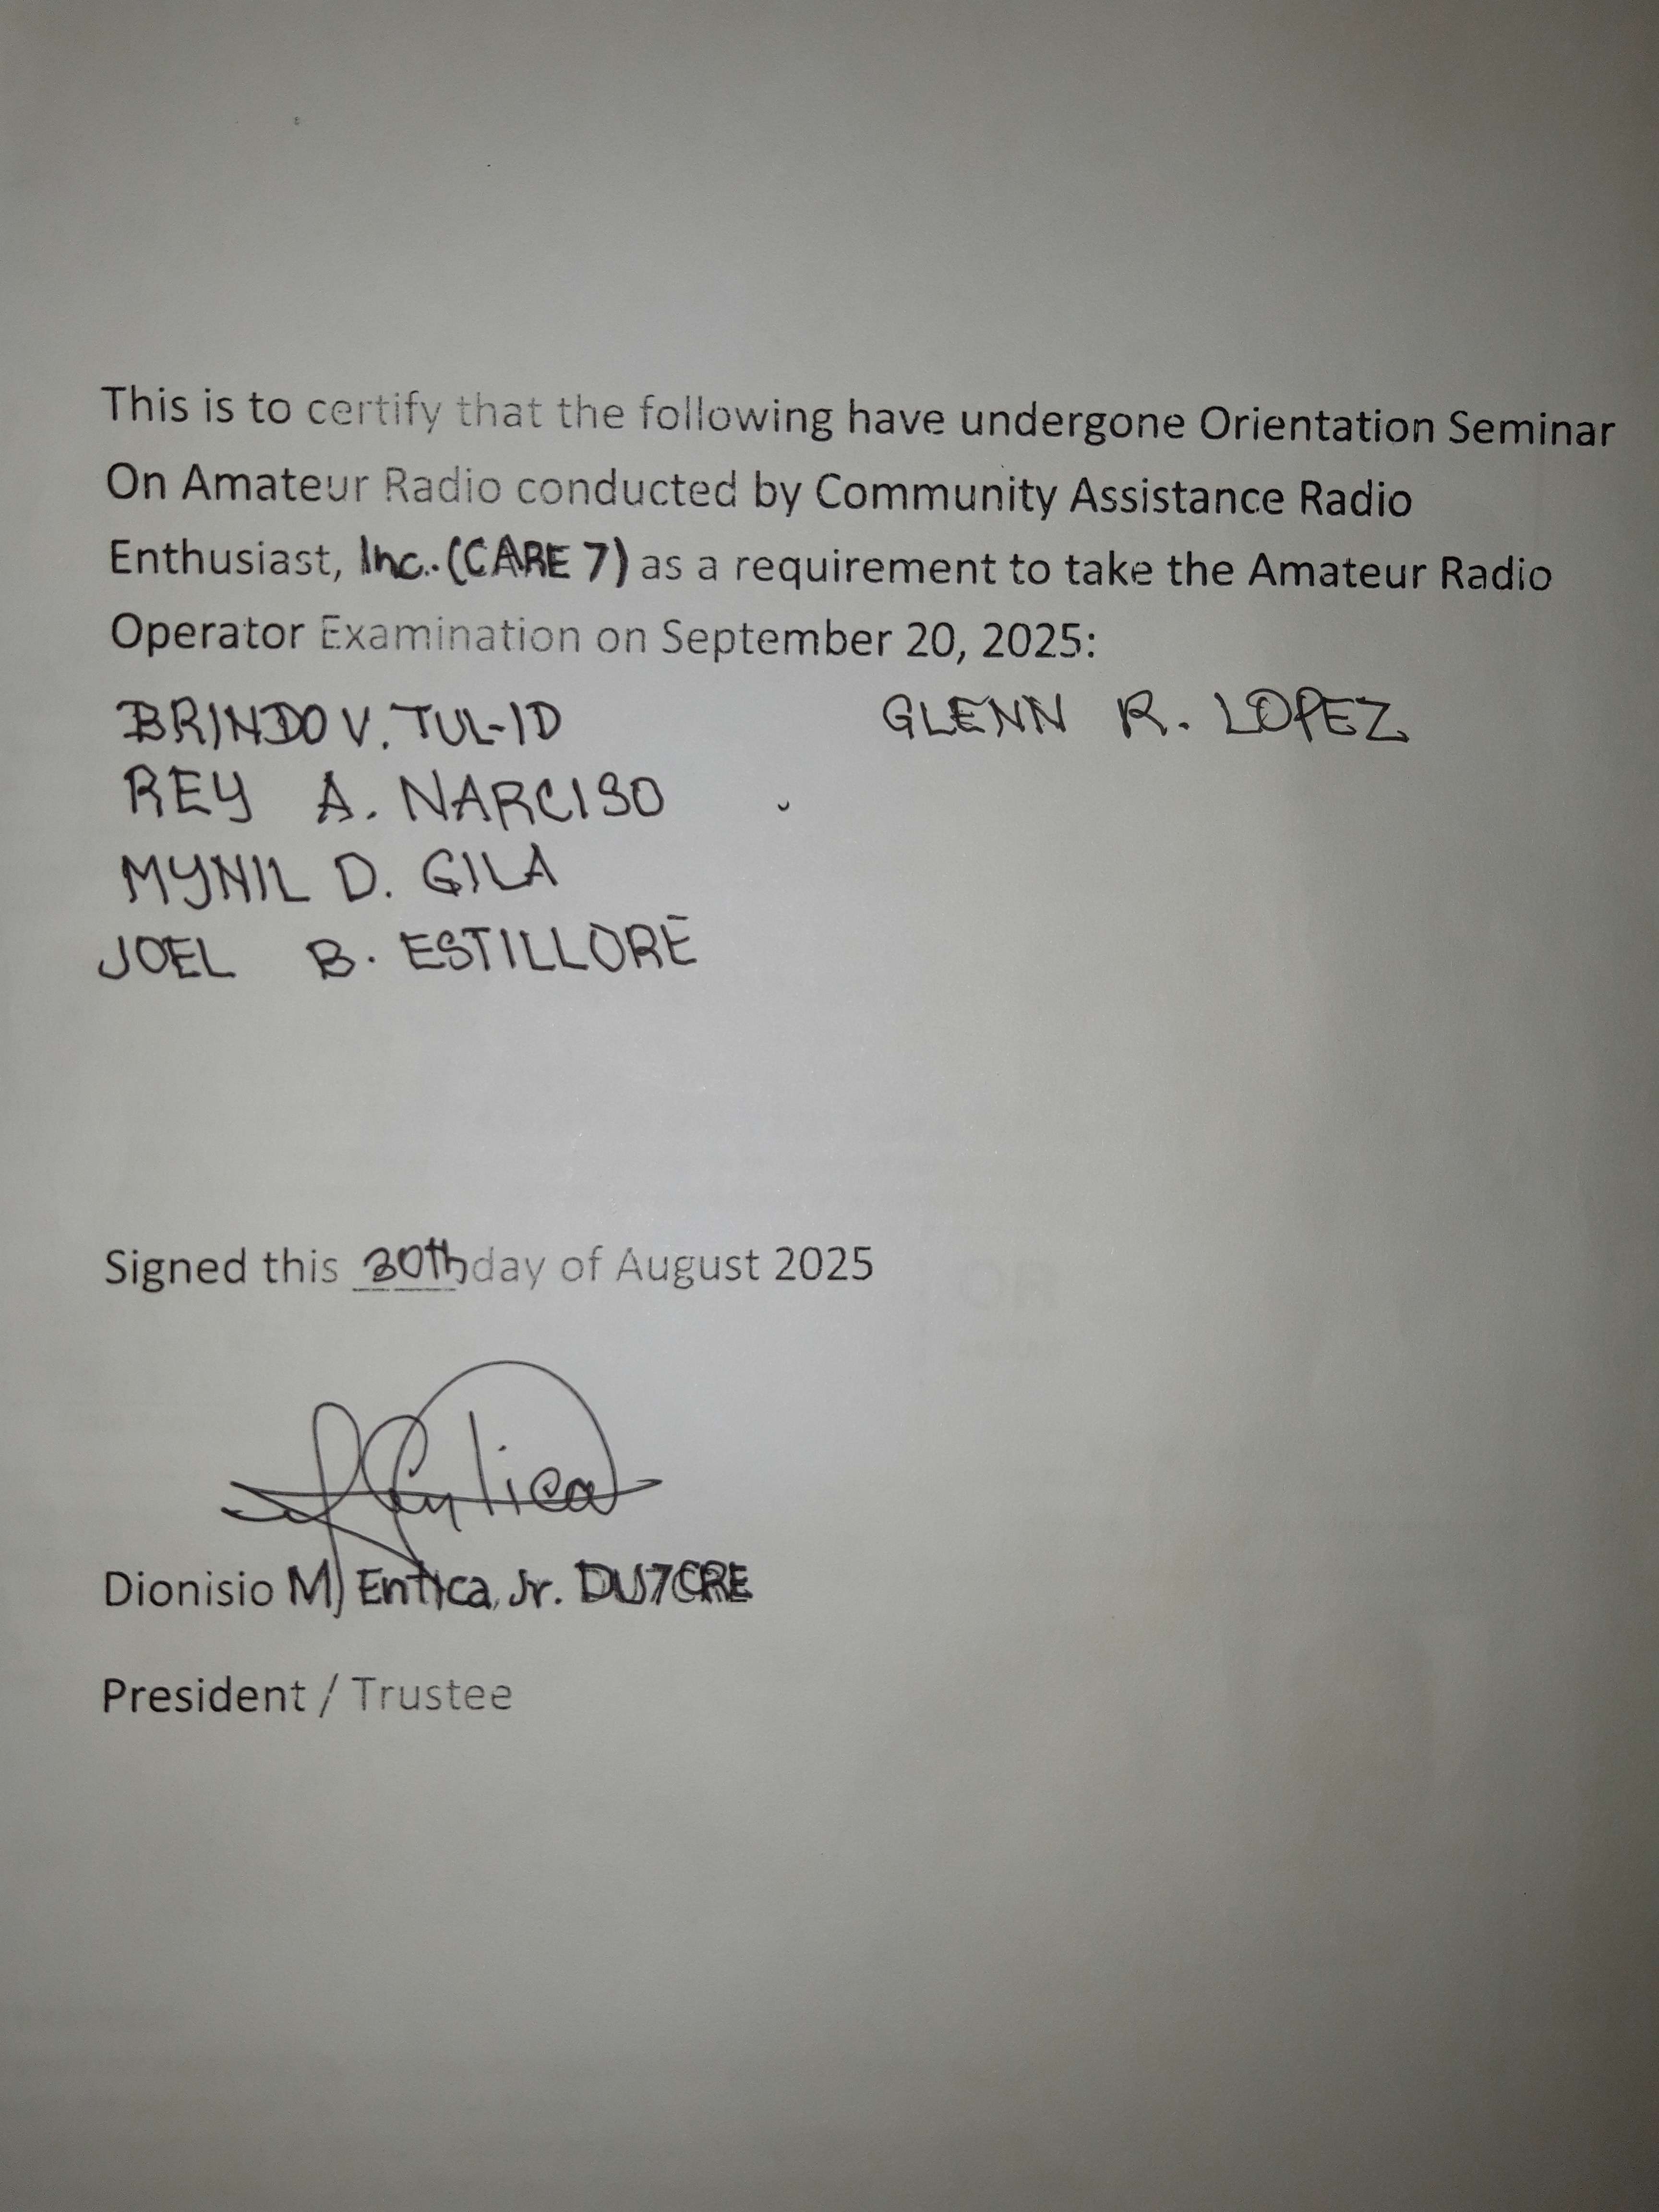 This is to certify that the following have undergone Orientation Seminar
On Amateur Radio conducted by Community Assistance Radio
Enthusiast, Inc. (CARE 7) as a requirement to take the Amateur Radio
Operator Examination on September 20, 2025:
BRINDO V. TUL-ID GLENN R. LOPEZ
REY A. NARCISO
MYNIL D. GILA
JOEL B. ESTILLORE
Signed this 30th day of August 2025
Dionisio M Entica, Jr. DU7CRE
President / Trustee